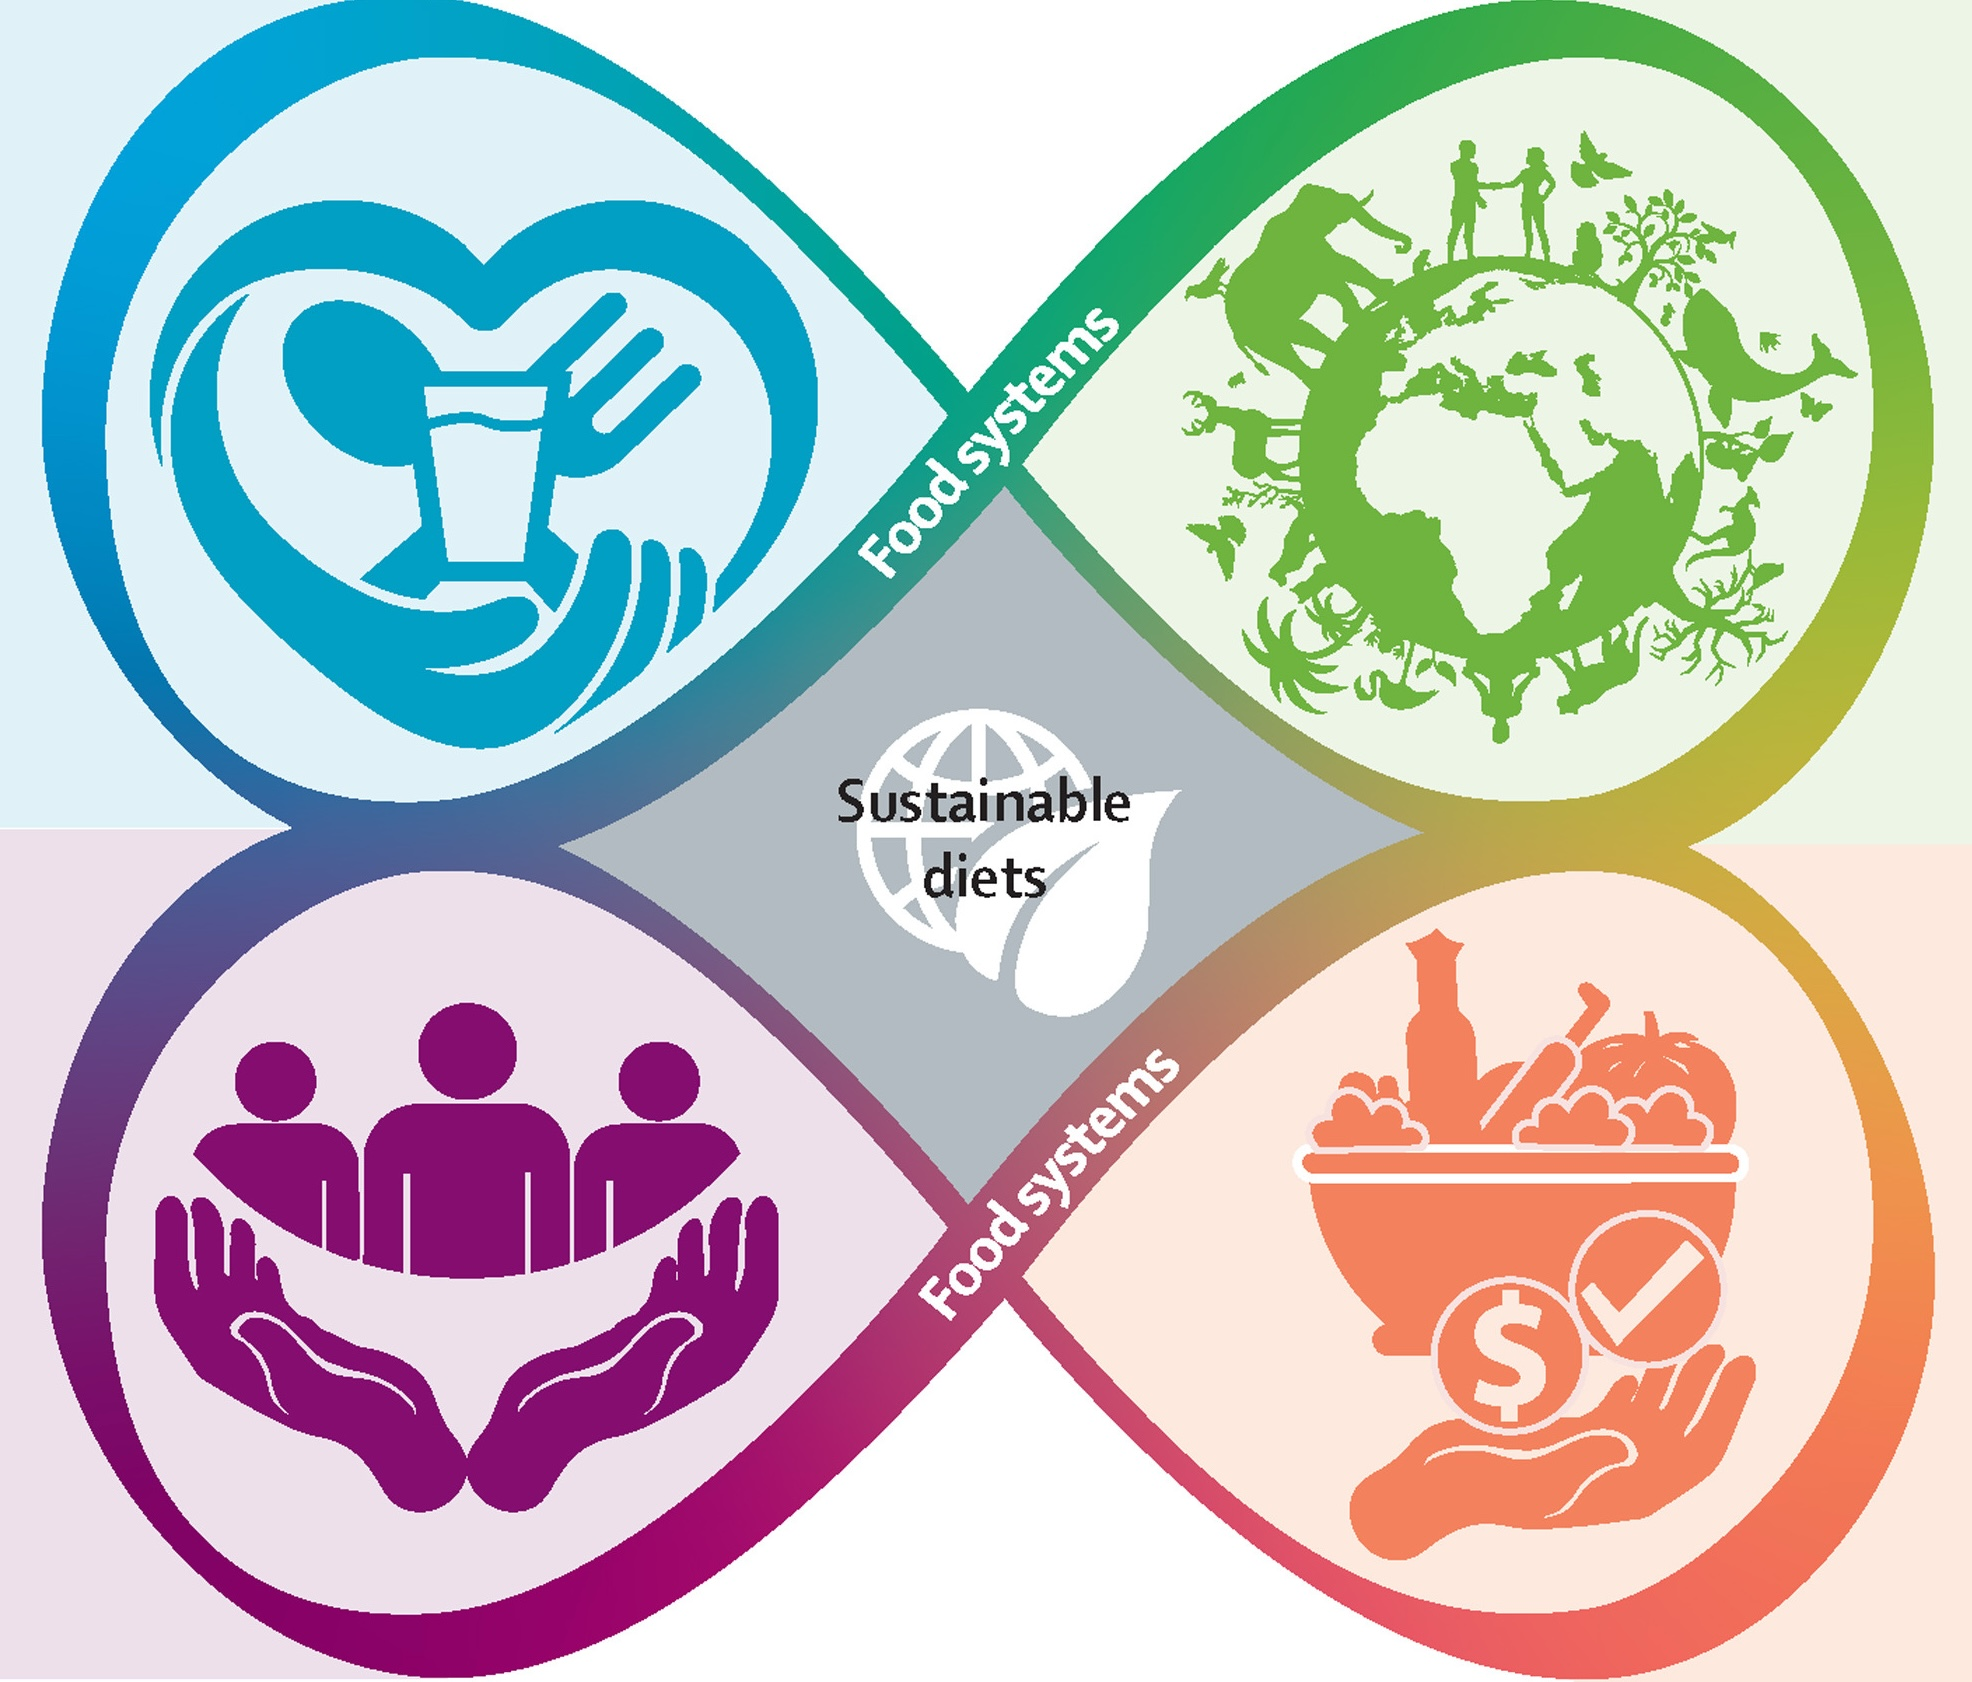 Food systems
Sustainable
diets
Food systems
$